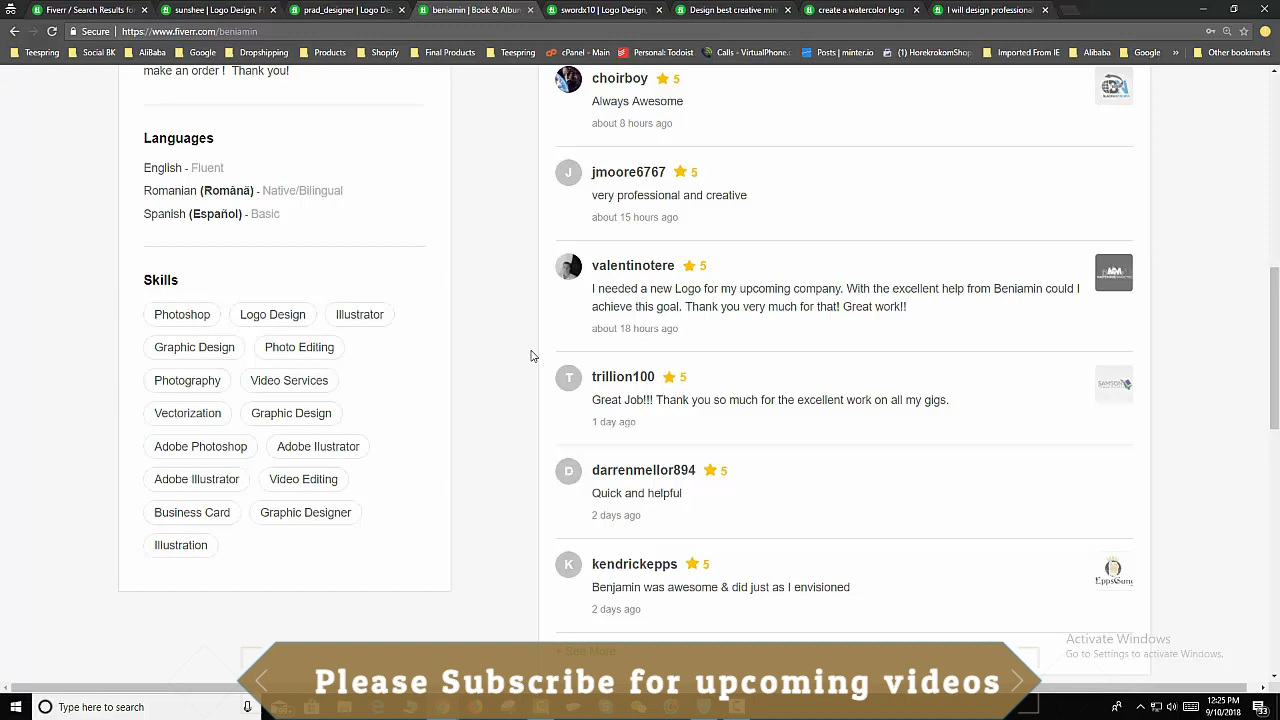 Fiverr / Search Results fo
sunshee | Logo Design, Fl
prad_designer | Logo Des
beniamin | Book & Albur
swordx10 | Logo Design,
Design best creative mini
create a watercolor logo
I will design professional
Secure | https://www.fiverr.com/beniamin
Teespring
Social BK
AliBaba
Google
Dropshipping
Products
Shopify
Final Products
Teespring
cPanel - Main
Personal: Todoist
Calls - VirtualPhone.c
Posts | minter.io
(1) HorekrokomShop
Imported From IE
Alibaba
Google
»
Other bookmarks
make an order ! Thank you!
Languages
English - Fluent
Romanian (Română) - Native/Bilingual
Spanish (Español) - Basic
Skills
Photoshop
Logo Design
Illustrator
Graphic Design
Photo Editing
Photography
Video Services
Vectorization
Graphic Design
Adobe Photoshop
Adobe Ilustrator
Adobe Illustrator
Video Editing
Business Card
Graphic Designer
Illustration
choirboy 5
Always Awesome
about 8 hours ago
J
jmoore6767 5
very professional and creative
about 15 hours ago
valentinotere 5
I needed a new Logo for my upcoming company. With the excellent help from Beniamin could I
achieve this goal. Thank you very much for that! Great work!!
about 18 hours ago
T
trillion100 5
Great Job!!! Thank you so much for the excellent work on all my gigs.
1 day ago
SAMSON
D
darrenmellor894 5
Quick and helpful
2 days ago
K
kendrickepps 5
Benjamin was awesome & did just as I envisioned
2 days ago
EppsGang
+ See More
Activate Windows
Go to Settings to activate Windows.
Please Subscribe for upcoming videos
Type here to search
12:25 PM
9/10/2018